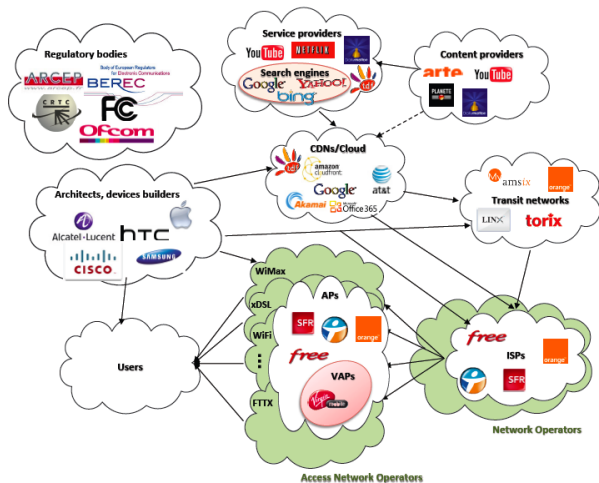 Regulatory bodies
ARCEP
Body of European Regulators
for Electronic Communications
BEREC
CRTC
FC
Ofcom
Service providers
YouTube
NETFLIX
Search engines
Google
YAHOO!
bing
tdf
Content providers
arte
YouTube
PLANETE
CDNs/Cloud
tdf
amazon
cloudfront
Google
at&t
Akamai
Office 365
My
amsix
orange
Transit networks
LINX
torix
Architects, devices builders
Alcatel·Lucent
hTC
CISCO
SAMSUNG
Users
WiMax
xDSL
WiFi
FTTX
APs
SFR
orange
free
VAPs
Virgin
mobile
free
ISPs
orange
SFR
Network Operators
Access Network Operators